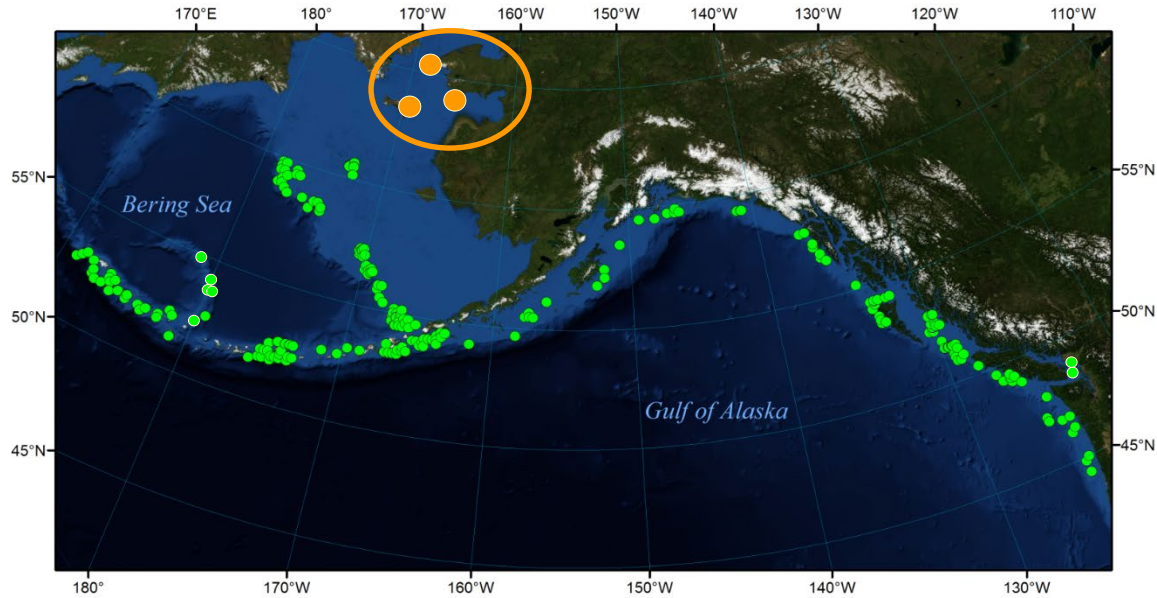 170°E 180° 170°W 160°W 150°W 140°W 130°W 120°W 110°W
55°N 55°N
Bering Sea
50°N 50°N
Gulf of Alaska
45°N 45°N
180° 170°W 160°W 150°W 140°W 130°W